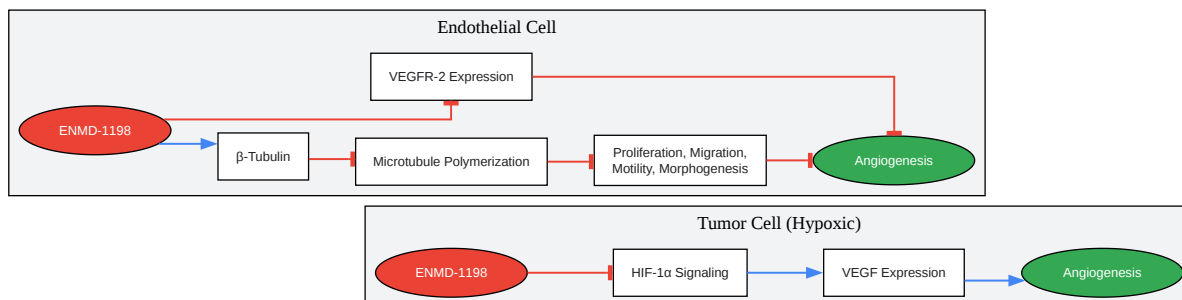 Endothelial Cell
VEGFR-2 Expression
ENMD-1198
β-Tubulin
Microtubule Polymerization
Proliferation, Migration,
Motility, Morphogenesis
Angiogenesis
Tumor Cell (Hypoxic)
ENMD-1198
HIF-1α Signaling
VEGF Expression
Angiogenesis